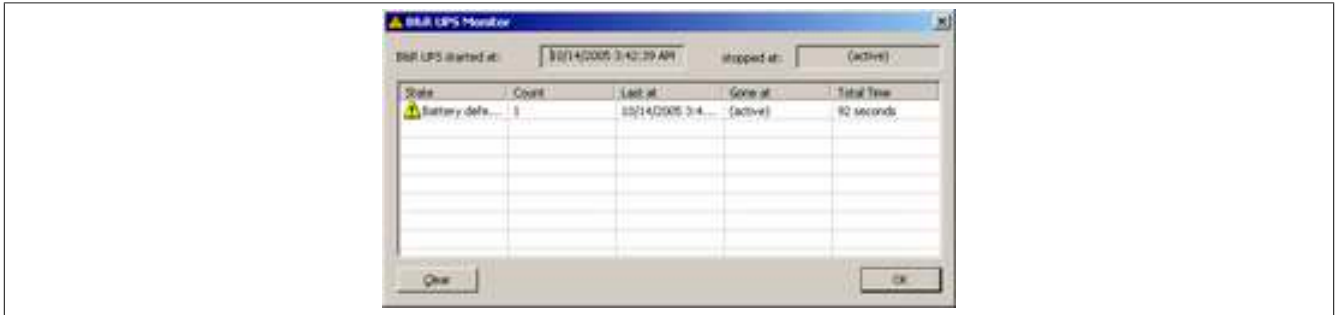 B&R UPS Monitor
B&R UPS started at: 10/14/2005 3:42:39 AM stopped at: (active)
State Count Last at Gone at Total Time
Battery defe... 1 10/14/2005 3:4... (active) 92 seconds
Clear OK